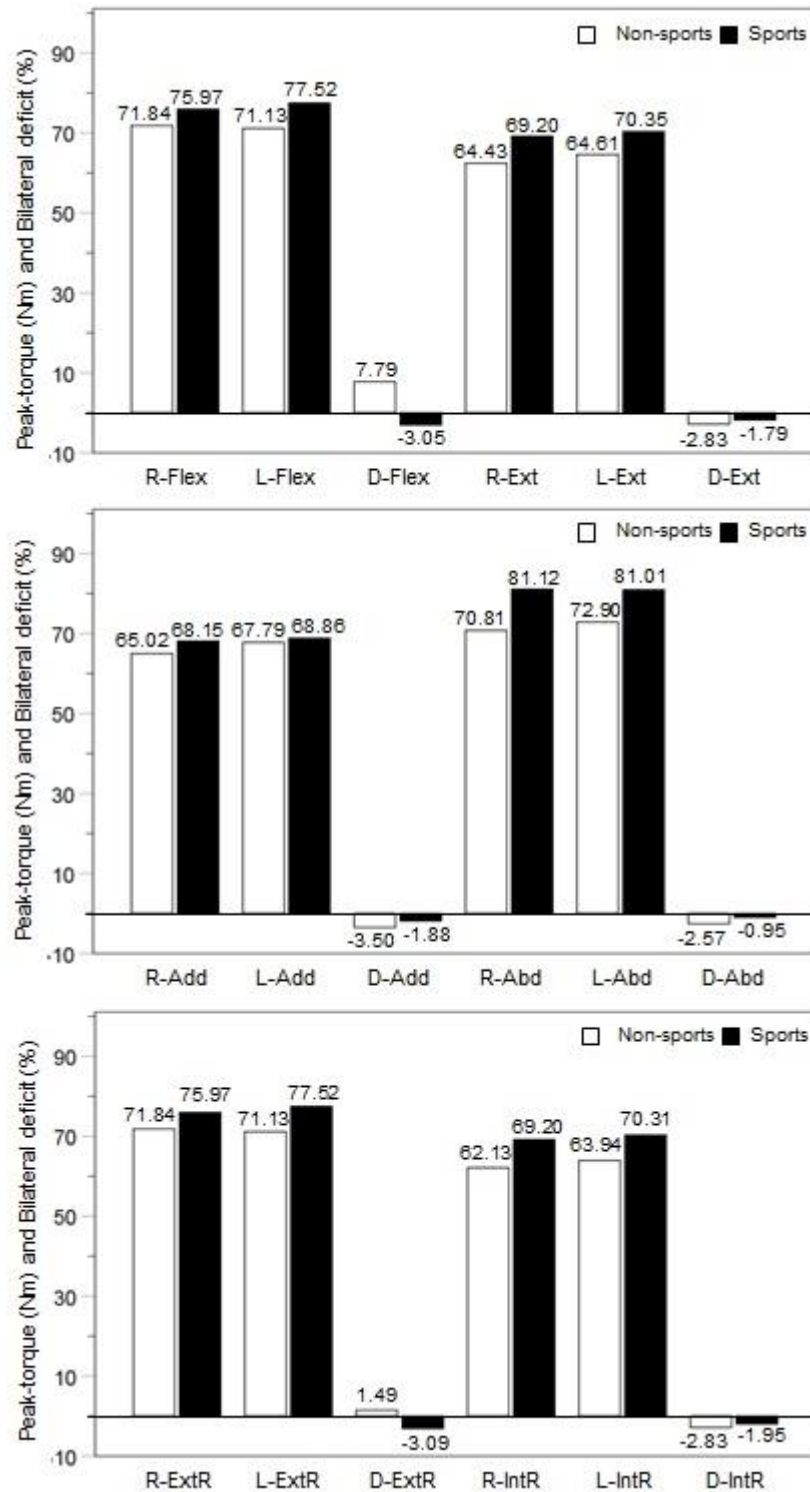 Peak-torque (Nm) and Bilateral deficit (%)
Non-sports Sports
90
70
50
30
10
-10
71.84 75.97 71.13 77.52 7.79 -3.05 64.43 69.20 64.61 70.35 -2.83 -1.79
R-Flex L-Flex D-Flex R-Ext L-Ext D-Ext
Peak-torque (Nm) and Bilateral deficit (%)
Non-sports Sports
90
70
50
30
10
-10
65.02 68.15 67.79 68.86 -3.50 -1.88 70.81 81.12 72.90 81.01 -2.57 -0.95
R-Add L-Add D-Add R-Abd L-Abd D-Abd
Peak-torque (Nm) and Bilateral deficit (%)
Non-sports Sports
90
70
50
30
10
-10
71.84 75.97 71.13 77.52 1.49 -3.09 62.13 69.20 63.94 70.31 -2.83 -1.95
R-ExtR L-ExtR D-ExtR R-IntR L-IntR D-IntR